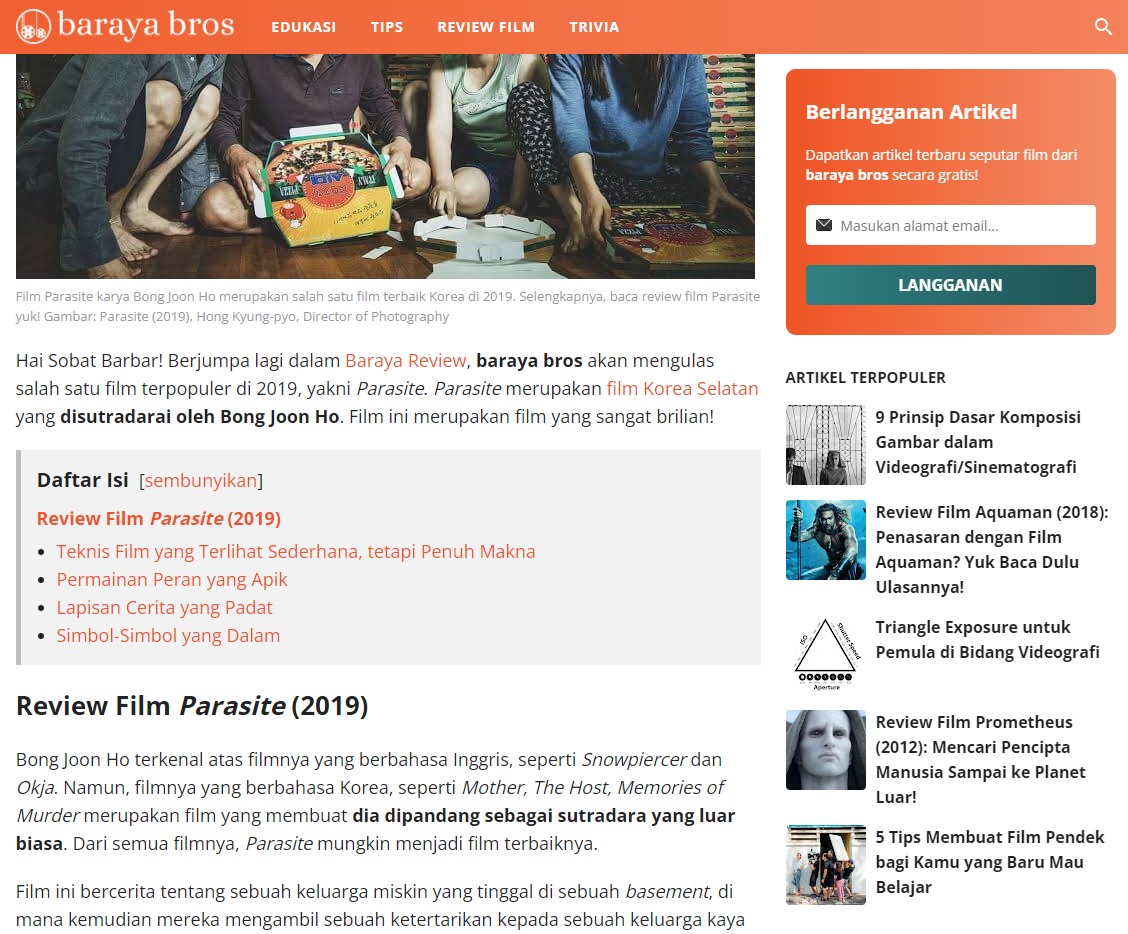 baraya bros
EDUKASI
TIPS
REVIEW FILM
TRIVIA
Film Parasite karya Bong Joon Ho merupakan salah satu film terbaik Korea di 2019. Selengkapnya, baca review film Parasite
yuk! Gambar: Parasite (2019), Hong Kyung-pyo, Director of Photography
Hai Sobat Barbar! Berjumpa lagi dalam Baraya Review, baraya bros akan mengulas
salah satu film terpopuler di 2019, yakni Parasite. Parasite merupakan film Korea Selatan
yang disutradarai oleh Bong Joon Ho. Film ini merupakan film yang sangat brilian!
Daftar Isi [sembunyikan]
Review Film Parasite (2019)
Teknis Film yang Terlihat Sederhana, tetapi Penuh Makna
Permainan Peran yang Apik
Lapisan Cerita yang Padat
Simbol-Simbol yang Dalam
Review Film Parasite (2019)
Bong Joon Ho terkenal atas filmnya yang berbahasa Inggris, seperti Snowpiercer dan
Okja. Namun, filmnya yang berbahasa Korea, seperti Mother, The Host, Memories of
Murder merupakan film yang membuat dia dipandang sebagai sutradara yang luar
biasa. Dari semua filmnya, Parasite mungkin menjadi film terbaiknya.
Film ini bercerita tentang sebuah keluarga miskin yang tinggal di sebuah basement, di
mana kemudian mereka mengambil sebuah ketertarikan kepada sebuah keluarga kaya
Berlangganan Artikel
Dapatkan artikel terbaru seputar film dari
baraya bros secara gratis!
Masukan alamat email...
LANGGANAN
ARTIKEL TERPOPULER
9 Prinsip Dasar Komposisi
Gambar dalam
Videografi/Sinematografi
Review Film Aquaman (2018):
Penasaran dengan Film
Aquaman? Yuk Baca Dulu
Ulasannya!
ISO
Shutter Speed
Aperture
Triangle Exposure untuk
Pemula di Bidang Videografi
Review Film Prometheus
(2012): Mencari Pencipta
Manusia Sampai ke Planet
Luar!
5 Tips Membuat Film Pendek
bagi Kamu yang Baru Mau
Belajar